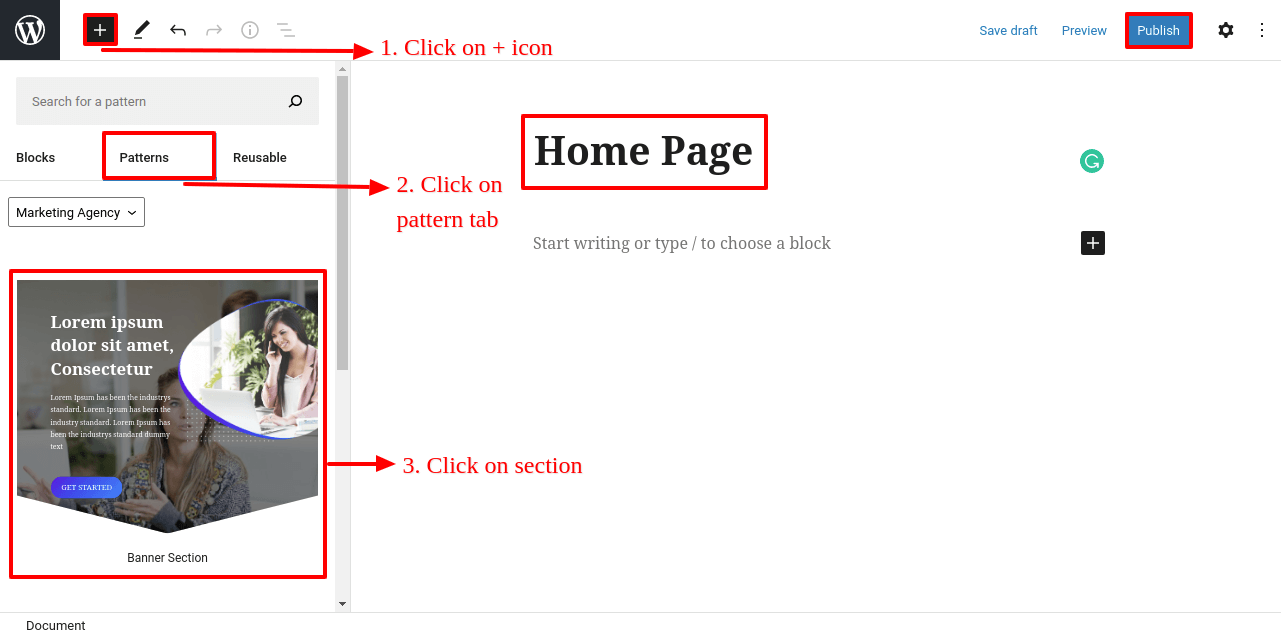 Save draft
Preview
Publish
1. Click on + icon
Search for a pattern
Blocks
Patterns
Reusable
2. Click on
pattern tab
Marketing Agency
Home Page
Start writing or type / to choose a block
Lorem ipsum
dolor sit amet,
Consectetur
Lorem Ipsum has been the industrys
standard. Lorem Ipsum has been the
industry standard. Lorem Ipsum has
been the industrys standard dummy
text
GET STARTED
3. Click on section
Banner Section
Document